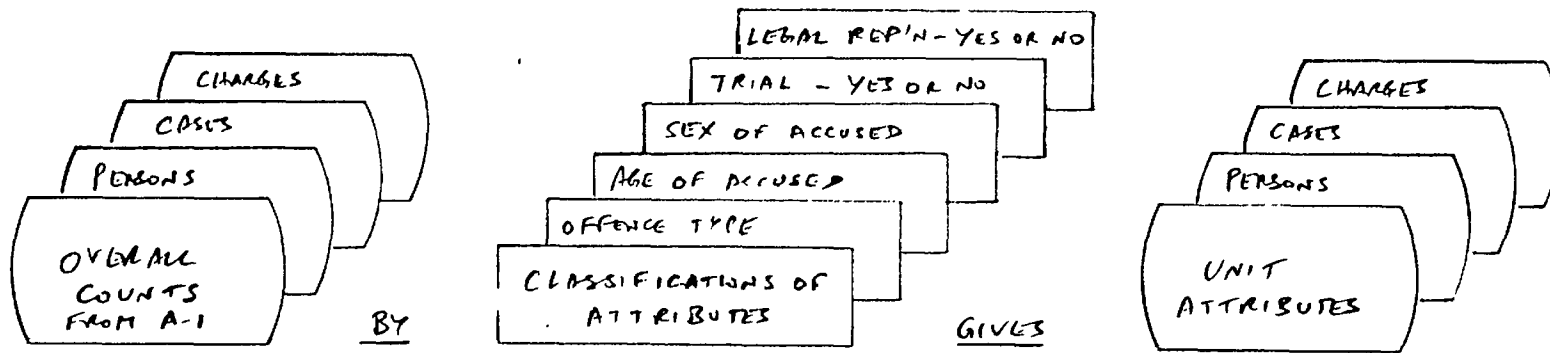 CHARGES
CASES
PERSONS
OVERALL
COUNTS
FROM A-1
BY
LEGAL REP'N - YES OR NO
TRIAL - YES OR NO
SEX OF ACCUSED
AGE OF ACCUSED
OFFENCE TYPE
CLASSIFICATIONS OF
ATTRIBUTES
GIVES
CHARGES
CASES
PERSONS
UNIT
ATTRIBUTES